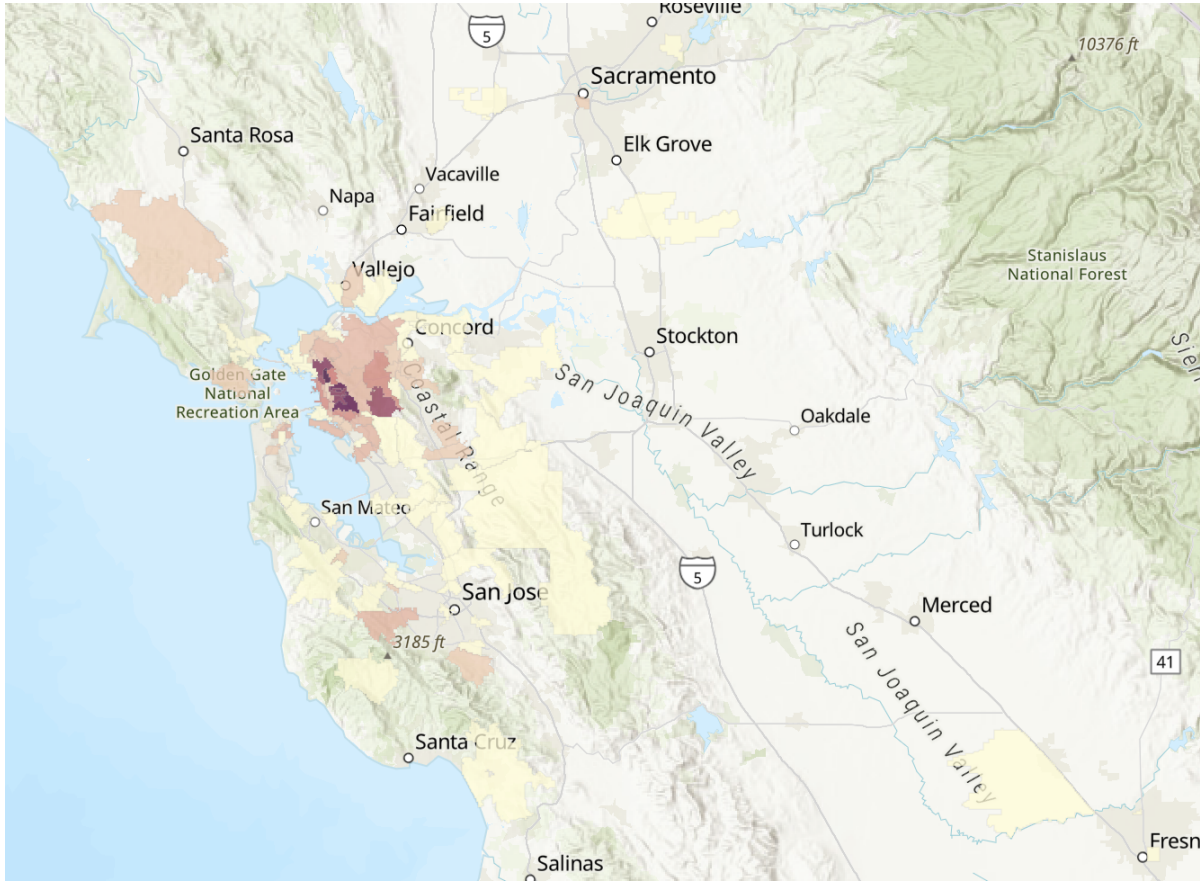 Roseville
5
10376 ft
Sacramento
Santa Rosa
Elk Grove
Vacaville
Napa
Fairfield
Stanislaus
National Forest
Vallejo
Concord
Stockton
Golden Gate
National
Recreation Area
Coastal Range
San Joaquin Valley
Oakdale
San Mateo
Turlock
5
San Jose
Merced
3185 ft
San Joaquin Valley
41
Santa Cruz
Fresn
Salinas
Sier